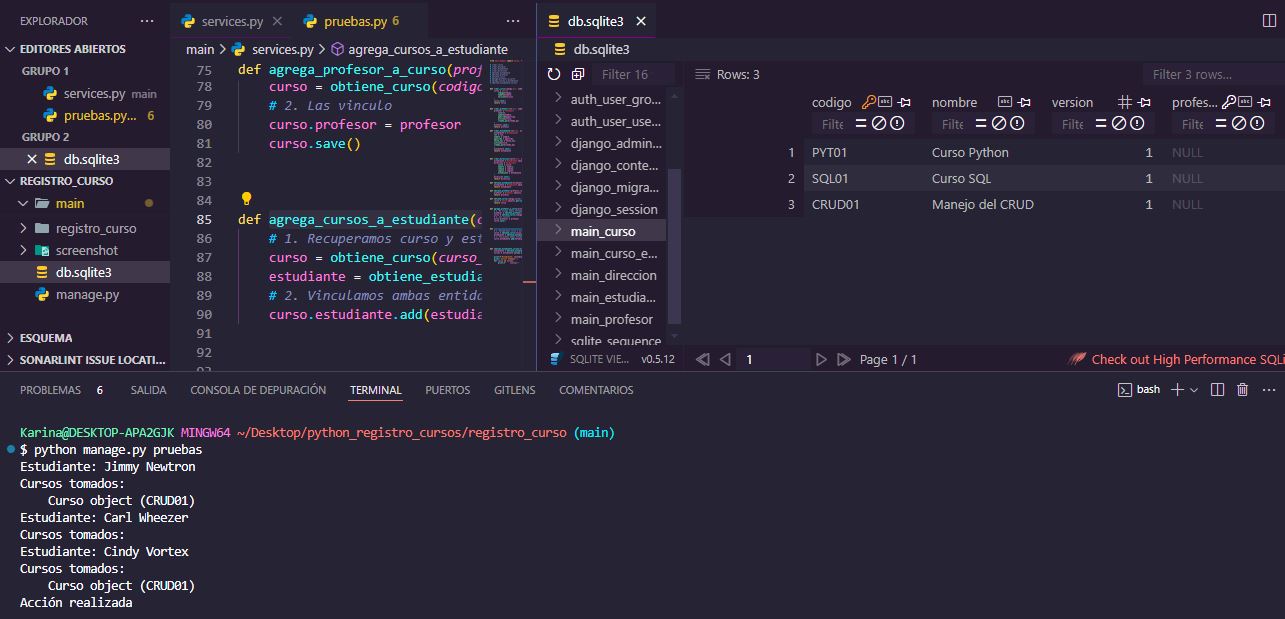 EXPLORADOR
EDITORES ABIERTOS
GRUPO 1
services.py main
pruebas.py... 6
GRUPO 2
db.sqlite3
REGISTRO_CURSO
main
registro_curso
screenshot
db.sqlite3
manage.py
ESQUEMA
SONARLINT ISSUE LOCATI...
services.py
pruebas.py 6
main > services.py > agrega_cursos_a_estudiante
75 def agrega_profesor_a_curso(prof
78 curso = obtiene_curso(codigo
79 # 2. Las vinculo
80 curso.profesor = profesor
81 curso.save()
82
83
84
85 def agrega_cursos_a_estudiante(c
86 # 1. Recuperamos curso y est
87 curso = obtiene_curso(curso_
88 estudiante = obtiene_estudia
89 # 2. Vinculamos ambas entida
90 curso.estudiante.add(estudia
91
92
db.sqlite3
db.sqlite3
Filter 16
auth_user_gro...
auth_user_use...
django_admin...
django_conte...
django_migra...
django_session
main_curso
main_curso_e...
main_direccion
main_estudia...
main_profesor
sqlite_sequence
SQLITE VIE... v0.5.12
Rows: 3
Filter 3 rows...
codigo nombre version profes...
Filte Filte Filte Filte
1 PYT01 Curso Python 1 NULL
2 SQL01 Curso SQL 1 NULL
3 CRUD01 Manejo del CRUD 1 NULL
1 Page 1 / 1
Check out High Performance SQLi
PROBLEMAS 6 SALIDA CONSOLA DE DEPURACIÓN TERMINAL PUERTOS GITLENS COMENTARIOS
bash
Karina@DESKTOP-APA2GJK MINGW64 ~/Desktop/python_registro_cursos/registro_curso (main)
$ python manage.py pruebas
Estudiante: Jimmy Newtron
Cursos tomados:
Curso object (CRUD01)
Estudiante: Carl Wheezer
Cursos tomados:
Estudiante: Cindy Vortex
Cursos tomados:
Curso object (CRUD01)
Acción realizada